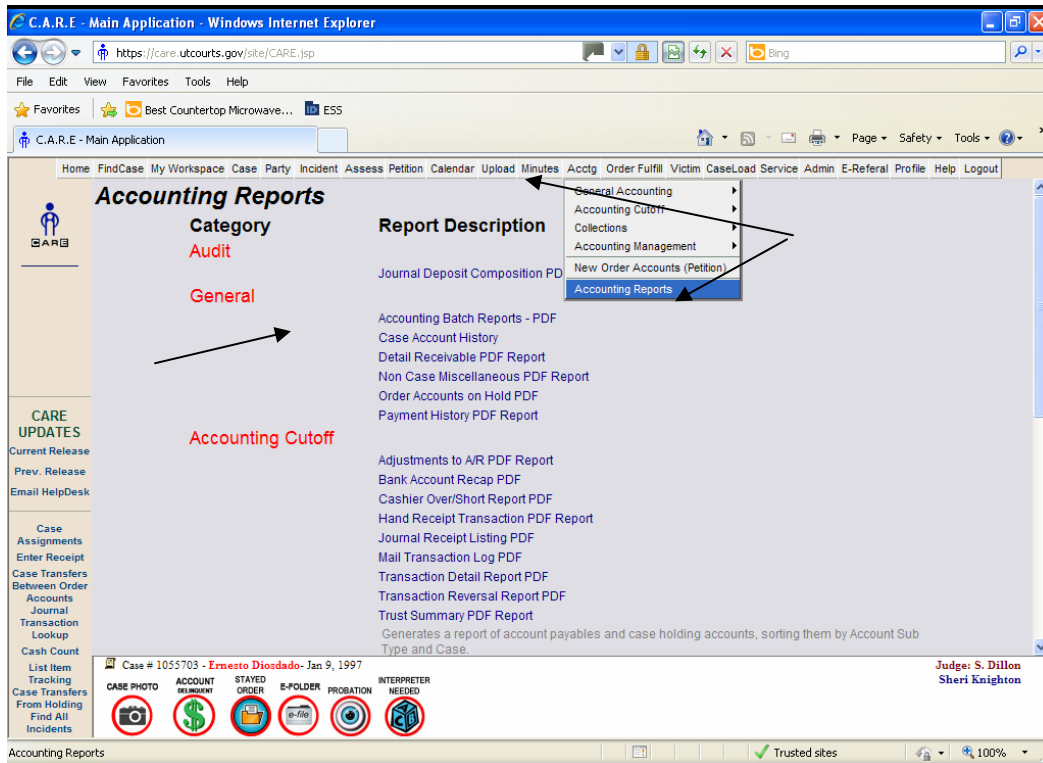 C.A.R.E - Main Application - Windows Internet Explorer
https://care.utcourts.gov/site/CARE.jsp
Bing
File Edit View Favorites Tools Help
Favorites
Best Countertop Microwave...
ESS
C.A.R.E - Main Application
Page
Safety
Tools
Home FindCase My Workspace Case Party Incident Assess Petition Calendar Upload Minutes Acctg Order Fulfill Victim CaseLoad Service Admin E-Referal Profile Help Logout
General Accounting
Accounting Cutoff
Collections
Accounting Management
New Order Accounts (Petition)
Accounting Reports
CARE
Accounting Reports
Category
Report Description
Audit
Journal Deposit Composition PD
General
Accounting Batch Reports - PDF
Case Account History
Detail Receivable PDF Report
Non Case Miscellaneous PDF Report
Order Accounts on Hold PDF
Payment History PDF Report
Accounting Cutoff
Adjustments to A/R PDF Report
Bank Account Recap PDF
Cashier Over/Short Report PDF
Hand Receipt Transaction PDF Report
Journal Receipt Listing PDF
Mail Transaction Log PDF
Transaction Detail Report PDF
Transaction Reversal Report PDF
Trust Summary PDF Report
Generates a report of account payables and case holding accounts, sorting them by Account Sub
Type and Case.
CARE
UPDATES
Current Release
Prev. Release
Email HelpDesk
Case
Assignments
Enter Receipt
Case Transfers
Between Order
Accounts
Journal
Transaction
Lookup
Cash Count
List Item
Tracking
Case Transfers
From Holding
Find All
Incidents
Case # 1055703 - Ernesto Diosdado- Jan 9, 1997
Judge: S. Dillon
Sheri Knighton
CASE PHOTO
ACCOUNT
DELINQUENT
STAYED
ORDER
E-FOLDER
e-file
PROBATION
INTERPRETER
NEEDED
Accounting Reports
Trusted sites
100%